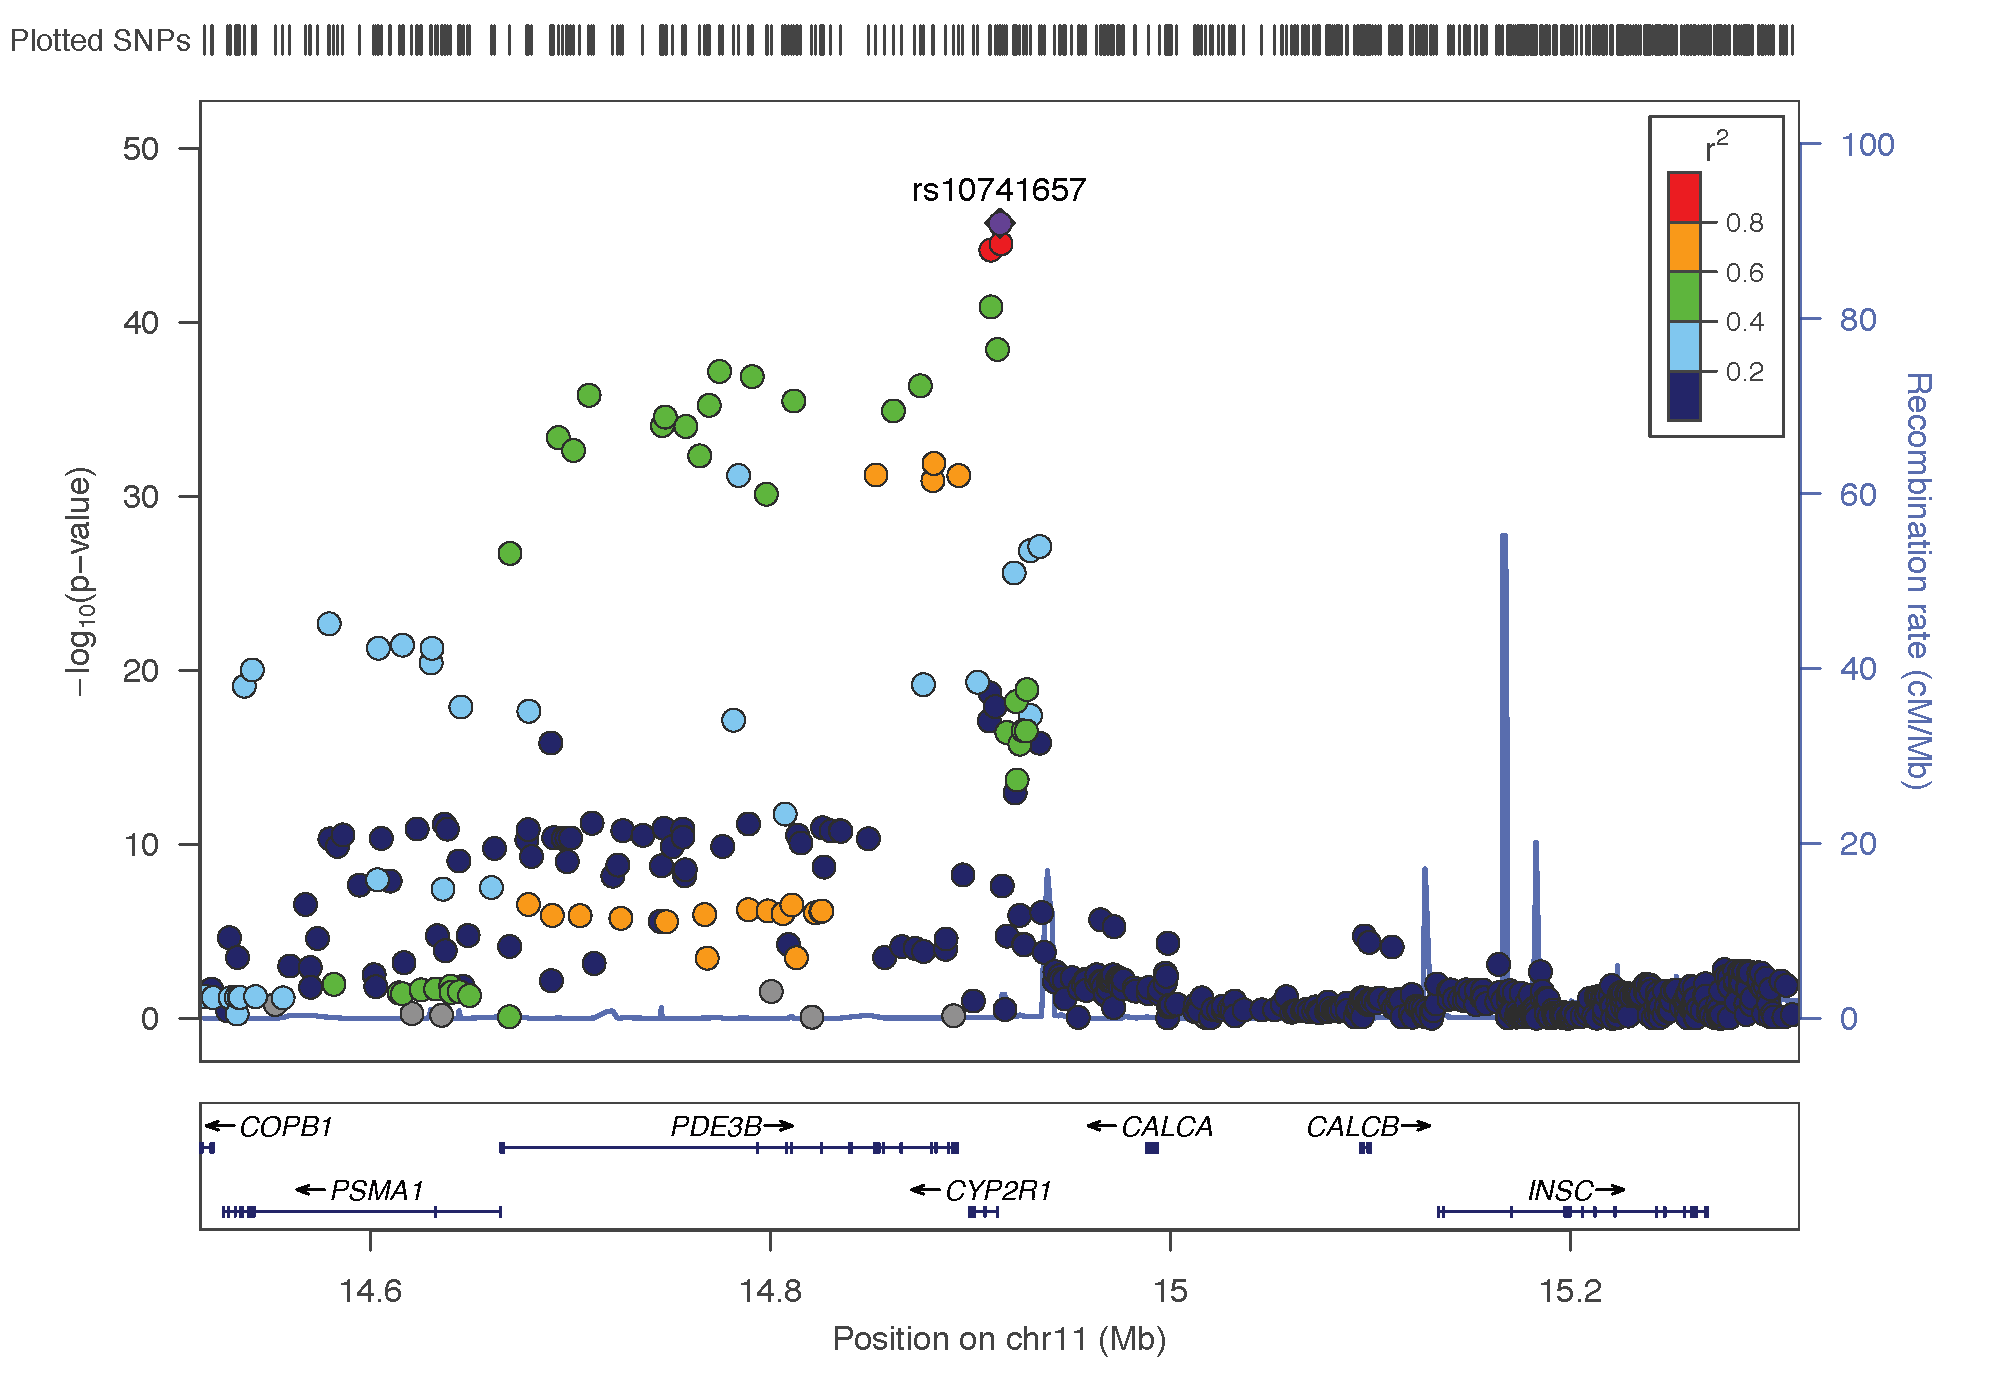 Plotted SNPs
50
40
30
20
10
0
−log10(p−value)
rs10741657
r2
0.8
0.6
0.4
0.2
100
80
60
40
20
0
Recombination rate (cM/Mb)
←COPB1
PDE3B→
←CALCA
CALCB→
←PSMA1
←CYP2R1
INSC→
14.6
14.8
15
15.2
Position on chr11 (Mb)